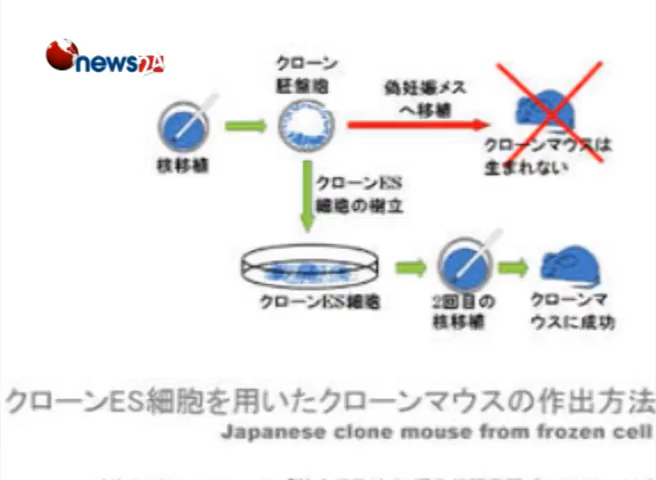 newsPA
クローン
胚盤胞
偽妊娠メス
へ移植
核移植
クローンマウスは
生まれない
クローンES
細胞の樹立
クローンES細胞
2回目の
核移植
クローンマ
ウスに成功
クローンES細胞を用いたクローンマウスの作出方法
Japanese clone mouse from frozen cell